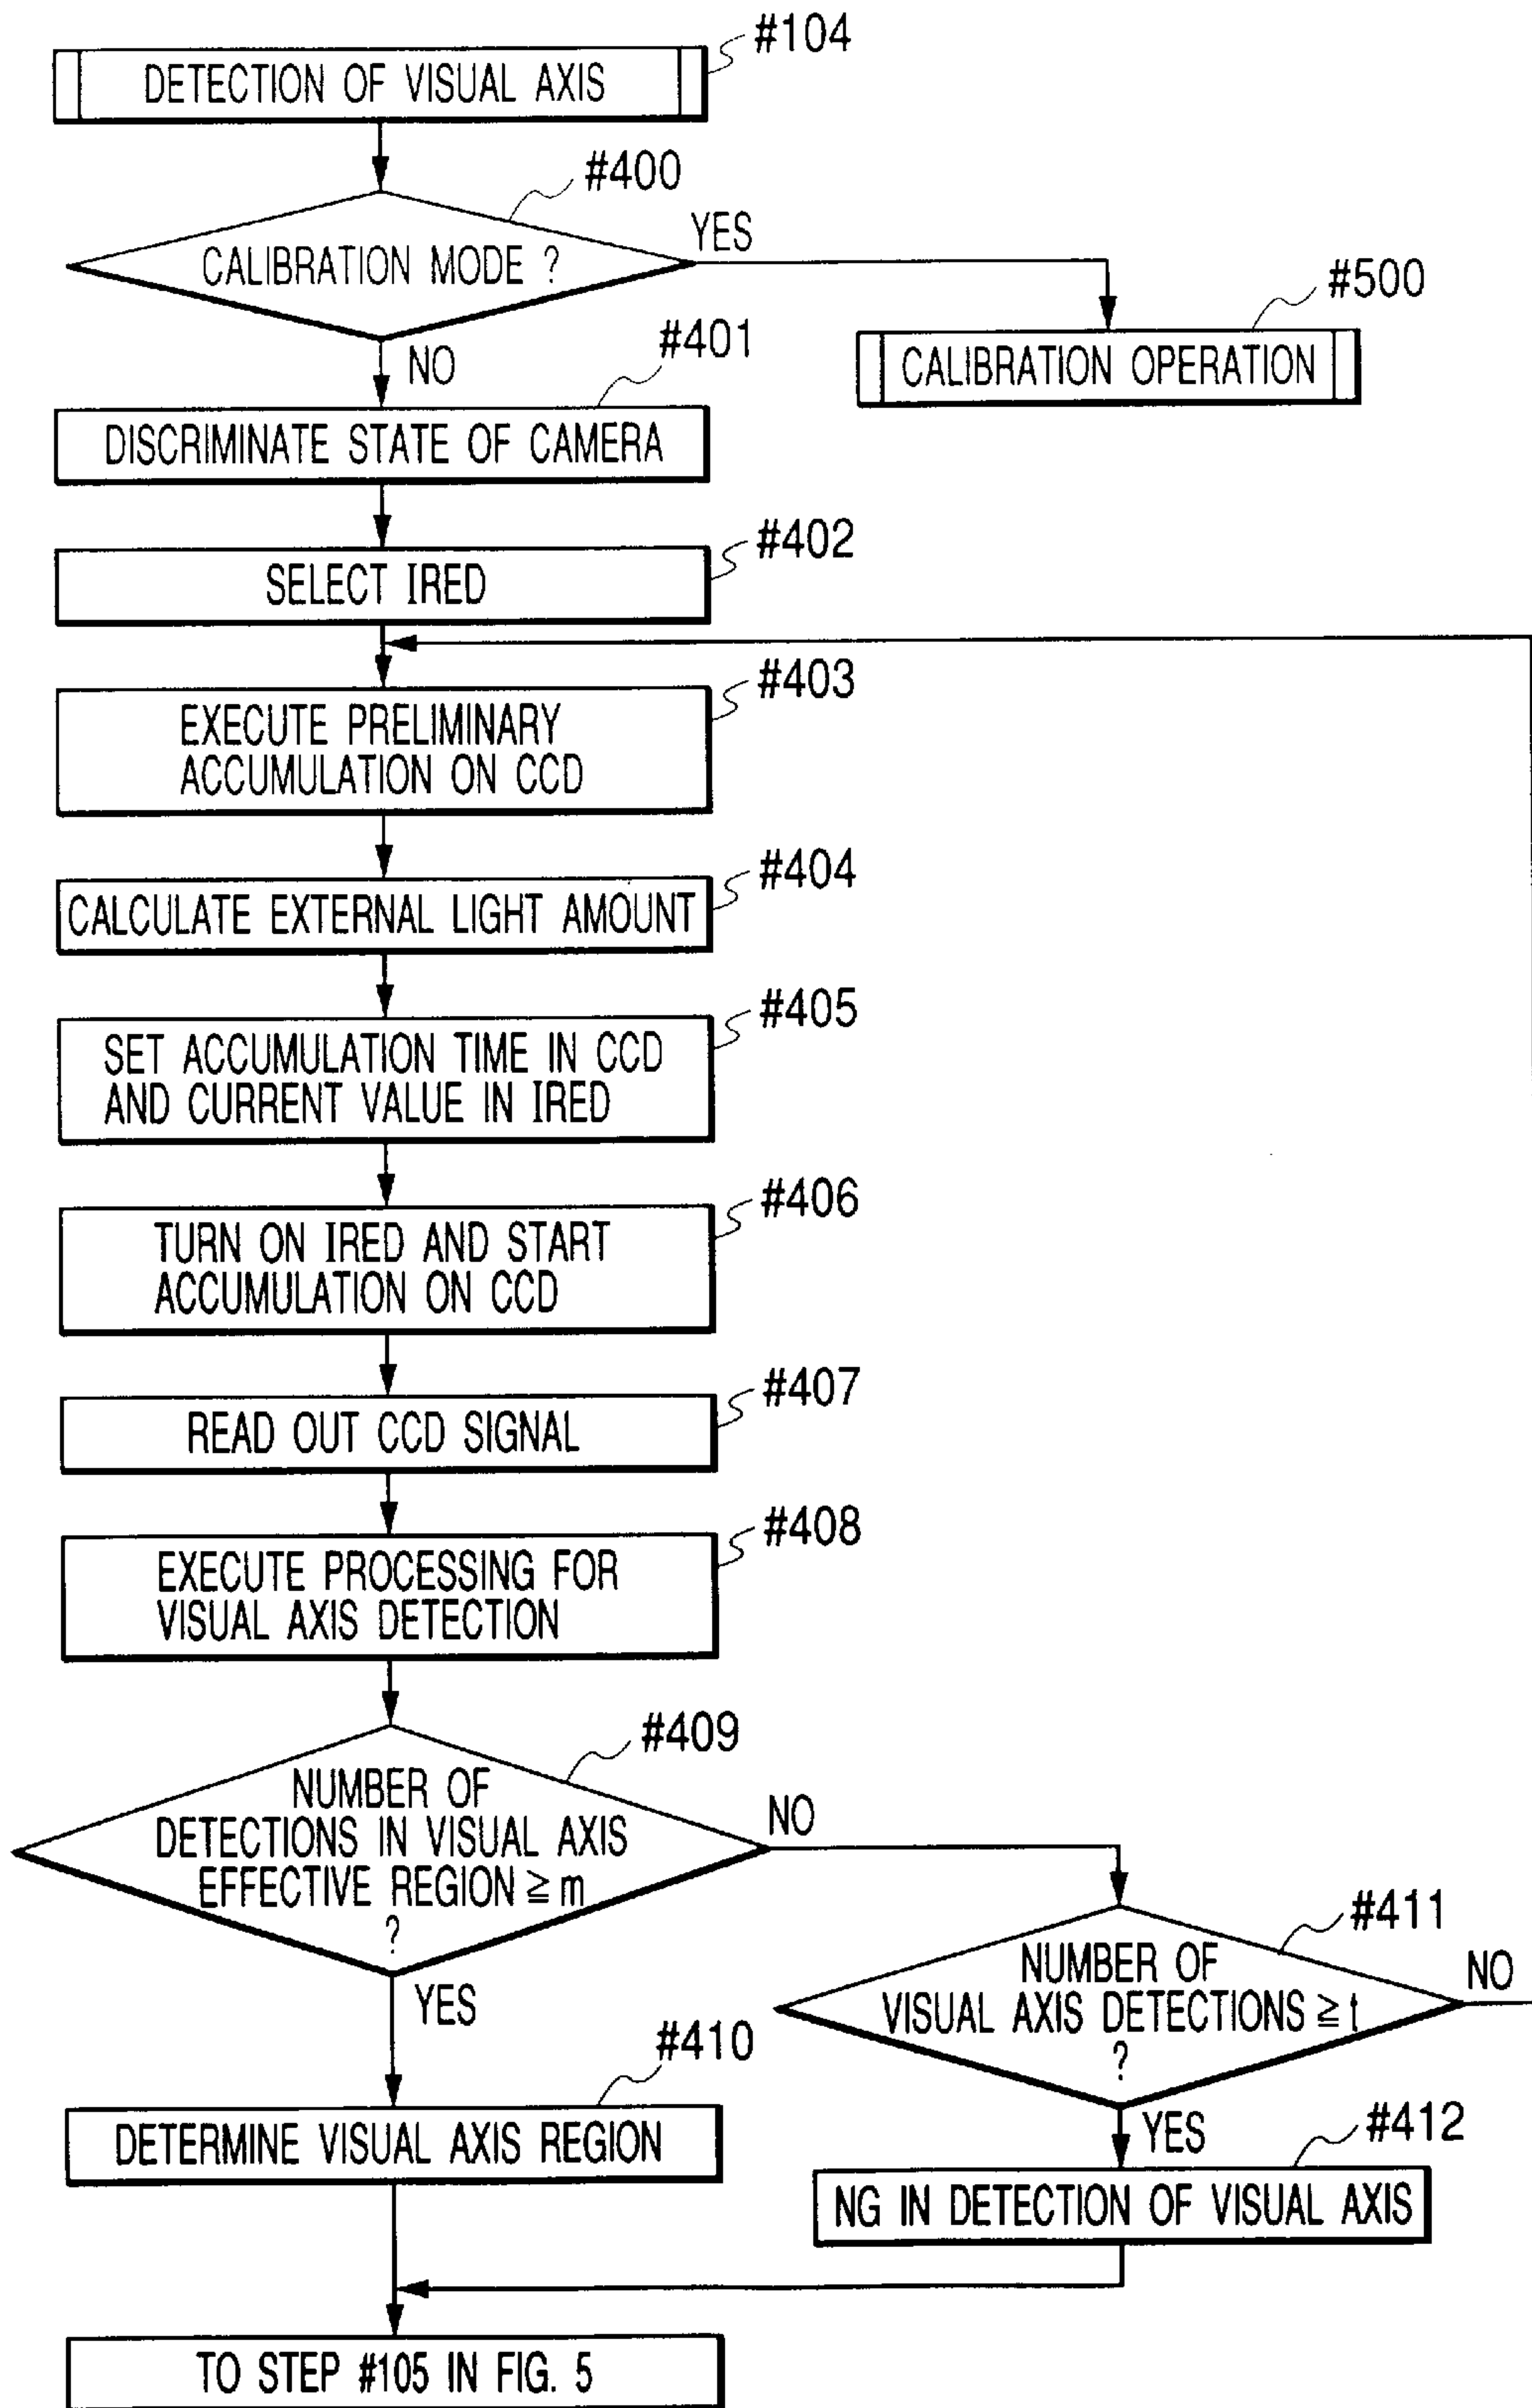 #104
DETECTION OF VISUAL AXIS
#400
CALIBRATION MODE ?
YES
#500
CALIBRATION OPERATION
NO
#401
DISCRIMINATE STATE OF CAMERA
#402
SELECT IRED
#403
EXECUTE PRELIMINARY
ACCUMULATION ON CCD
#404
CALCULATE EXTERNAL LIGHT AMOUNT
#405
SET ACCUMULATION TIME IN CCD
AND CURRENT VALUE IN IRED
#406
TURN ON IRED AND START
ACCUMULATION ON CCD
#407
READ OUT CCD SIGNAL
#408
EXECUTE PROCESSING FOR
VISUAL AXIS DETECTION
#409
NUMBER OF
DETECTIONS IN VISUAL AXIS
EFFECTIVE REGION ≧ m
?
NO
YES
#411
NUMBER OF
VISUAL AXIS DETECTIONS ≧ t
?
NO
YES
#410
DETERMINE VISUAL AXIS REGION
#412
NG IN DETECTION OF VISUAL AXIS
TO STEP #105 IN FIG. 5